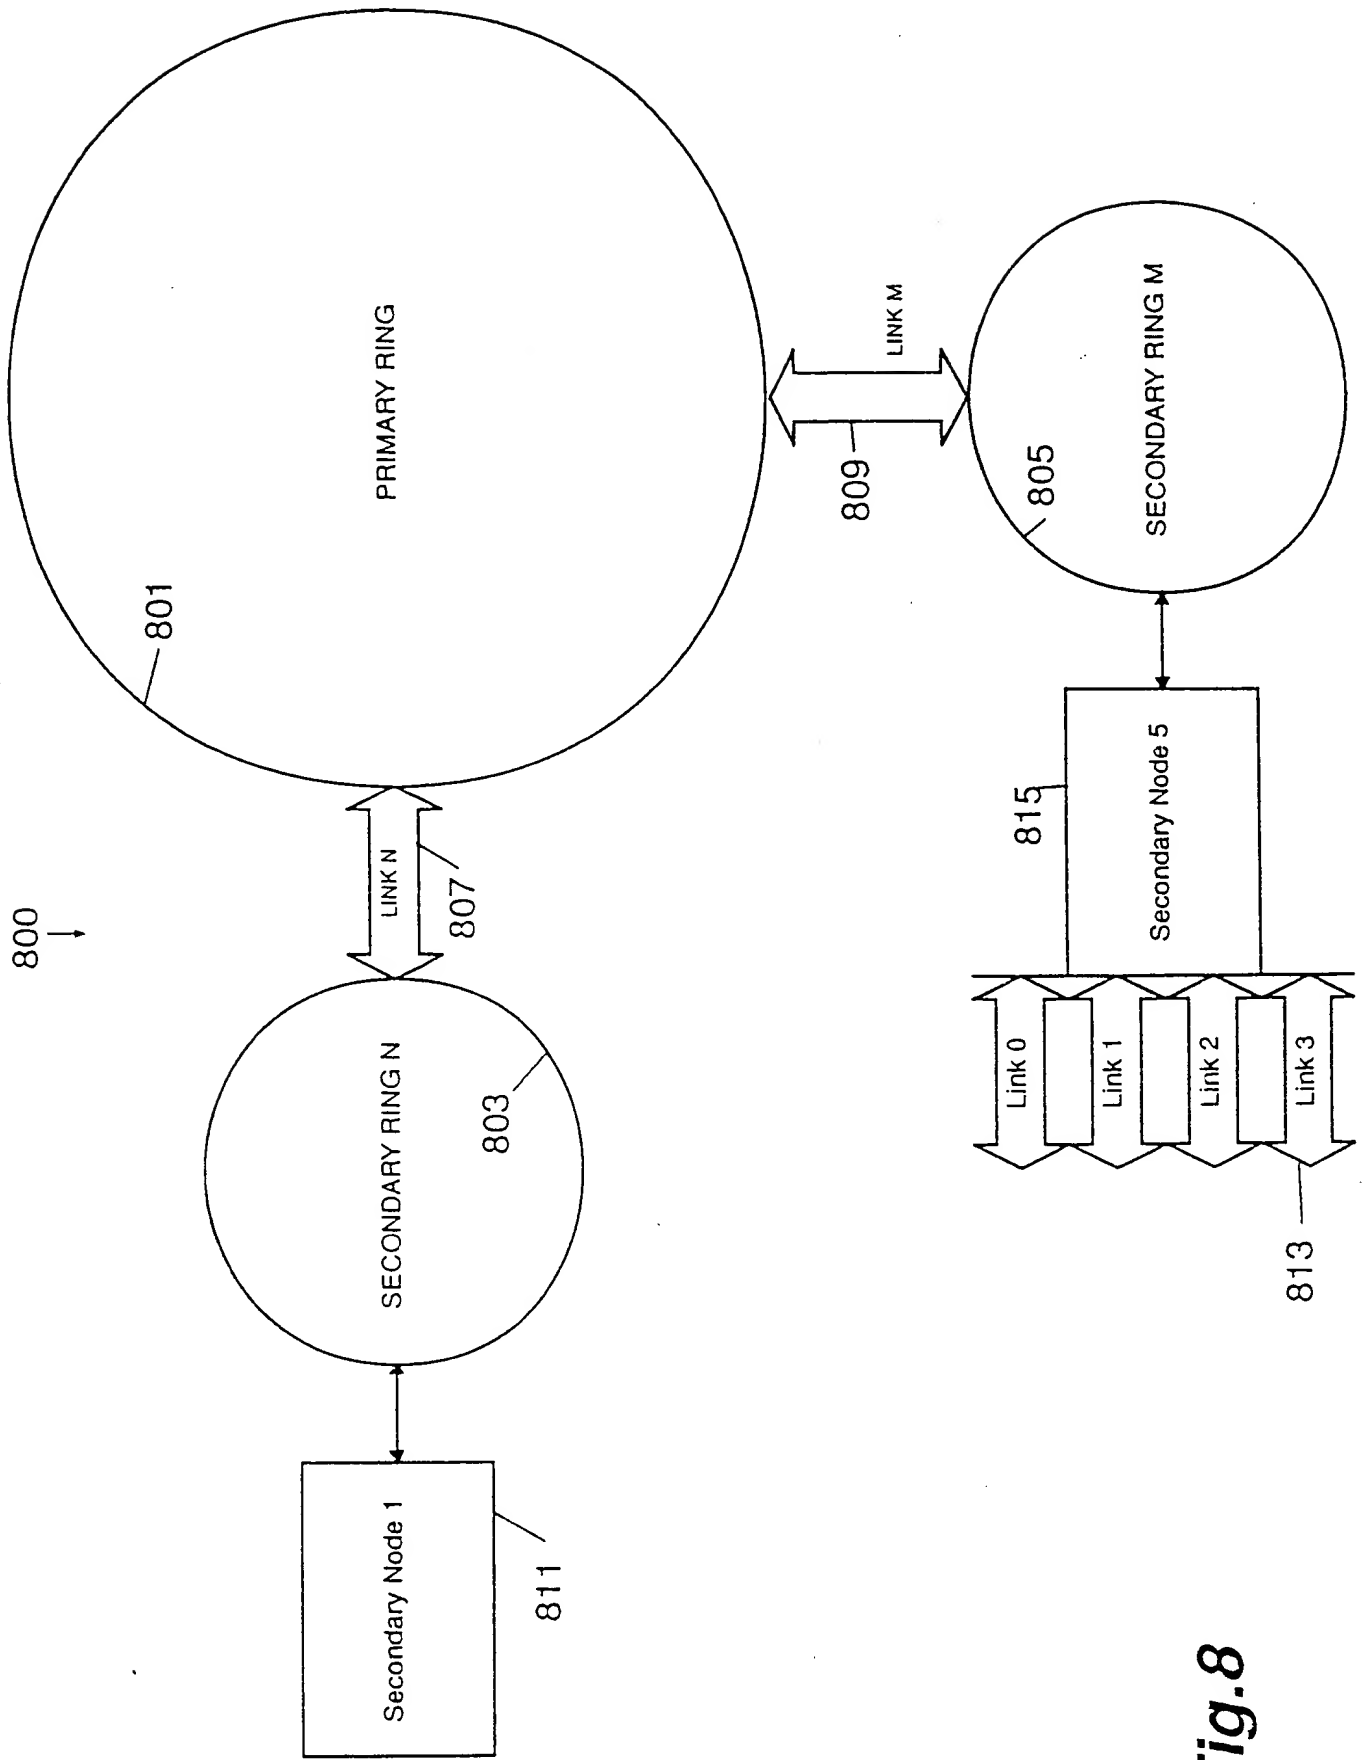 800
801
PRIMARY RING
LINK N
807
SECONDARY RING N
803
Secondary Node 1
811
LINK M
809
805
SECONDARY RING M
815
Secondary Node 5
Link 0
Link 1
Link 2
Link 3
813
ig.8